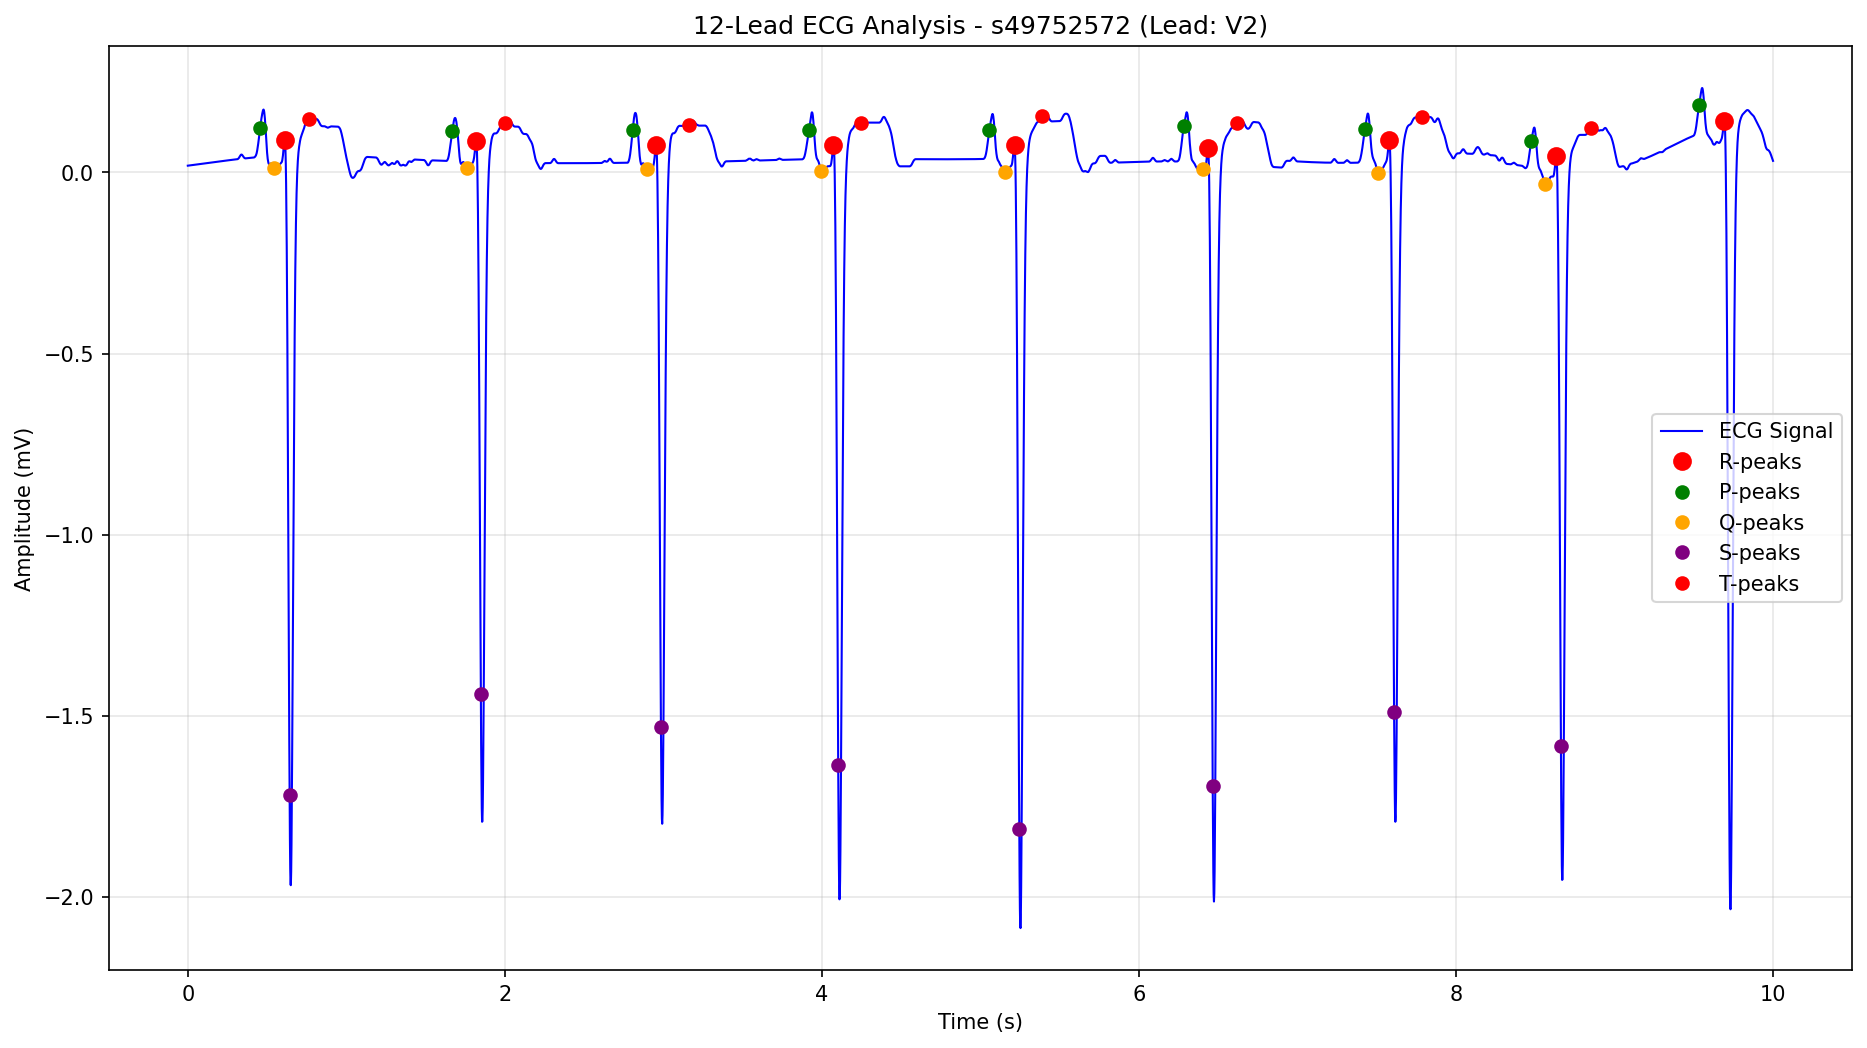 12-Lead ECG Analysis - s49752572 (Lead: V2)
Amplitude (mV)
0.0
−0.5
−1.0
−1.5
−2.0
ECG Signal
R-peaks
P-peaks
Q-peaks
S-peaks
T-peaks
0 2 4 6 8 10
Time (s)